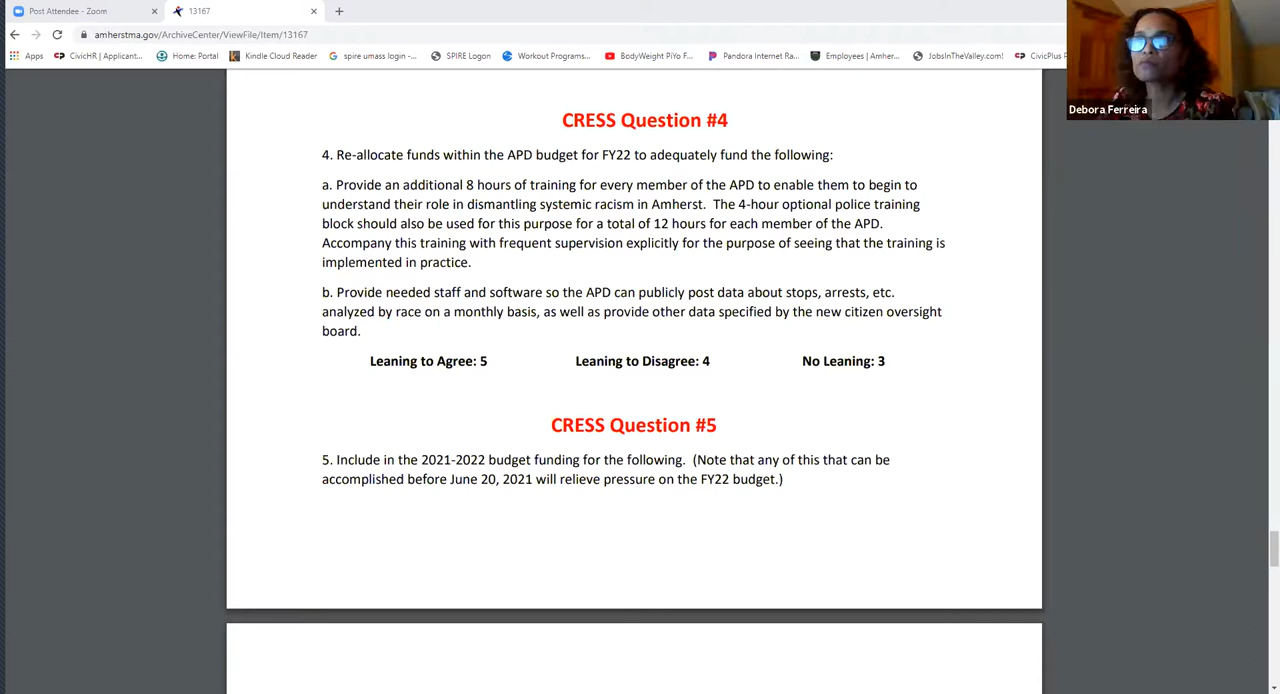 Post Attendee - Zoom
13167
amherstma.gov/ArchiveCenter/ViewFile/Item/13167
Apps CivicHR | Applicant... Home: Portal Kindle Cloud Reader spire umass login -... SPIRE Logon Workout Programs... BodyWeight PiYo F... Pandora Internet Ra... Employees | Amher... JobsInTheValley.com! CivicPlus
Debora Ferreira
CRESS Question #4
4. Re-allocate funds within the APD budget for FY22 to adequately fund the following:
a. Provide an additional 8 hours of training for every member of the APD to enable them to begin to
understand their role in dismantling systemic racism in Amherst. The 4-hour optional police training
block should also be used for this purpose for a total of 12 hours for each member of the APD.
Accompany this training with frequent supervision explicitly for the purpose of seeing that the training is
implemented in practice.
b. Provide needed staff and software so the APD can publicly post data about stops, arrests, etc.
analyzed by race on a monthly basis, as well as provide other data specified by the new citizen oversight
board.
Leaning to Agree: 5 Leaning to Disagree: 4 No Leaning: 3
CRESS Question #5
5. Include in the 2021-2022 budget funding for the following. (Note that any of this that can be
accomplished before June 20, 2021 will relieve pressure on the FY22 budget.)